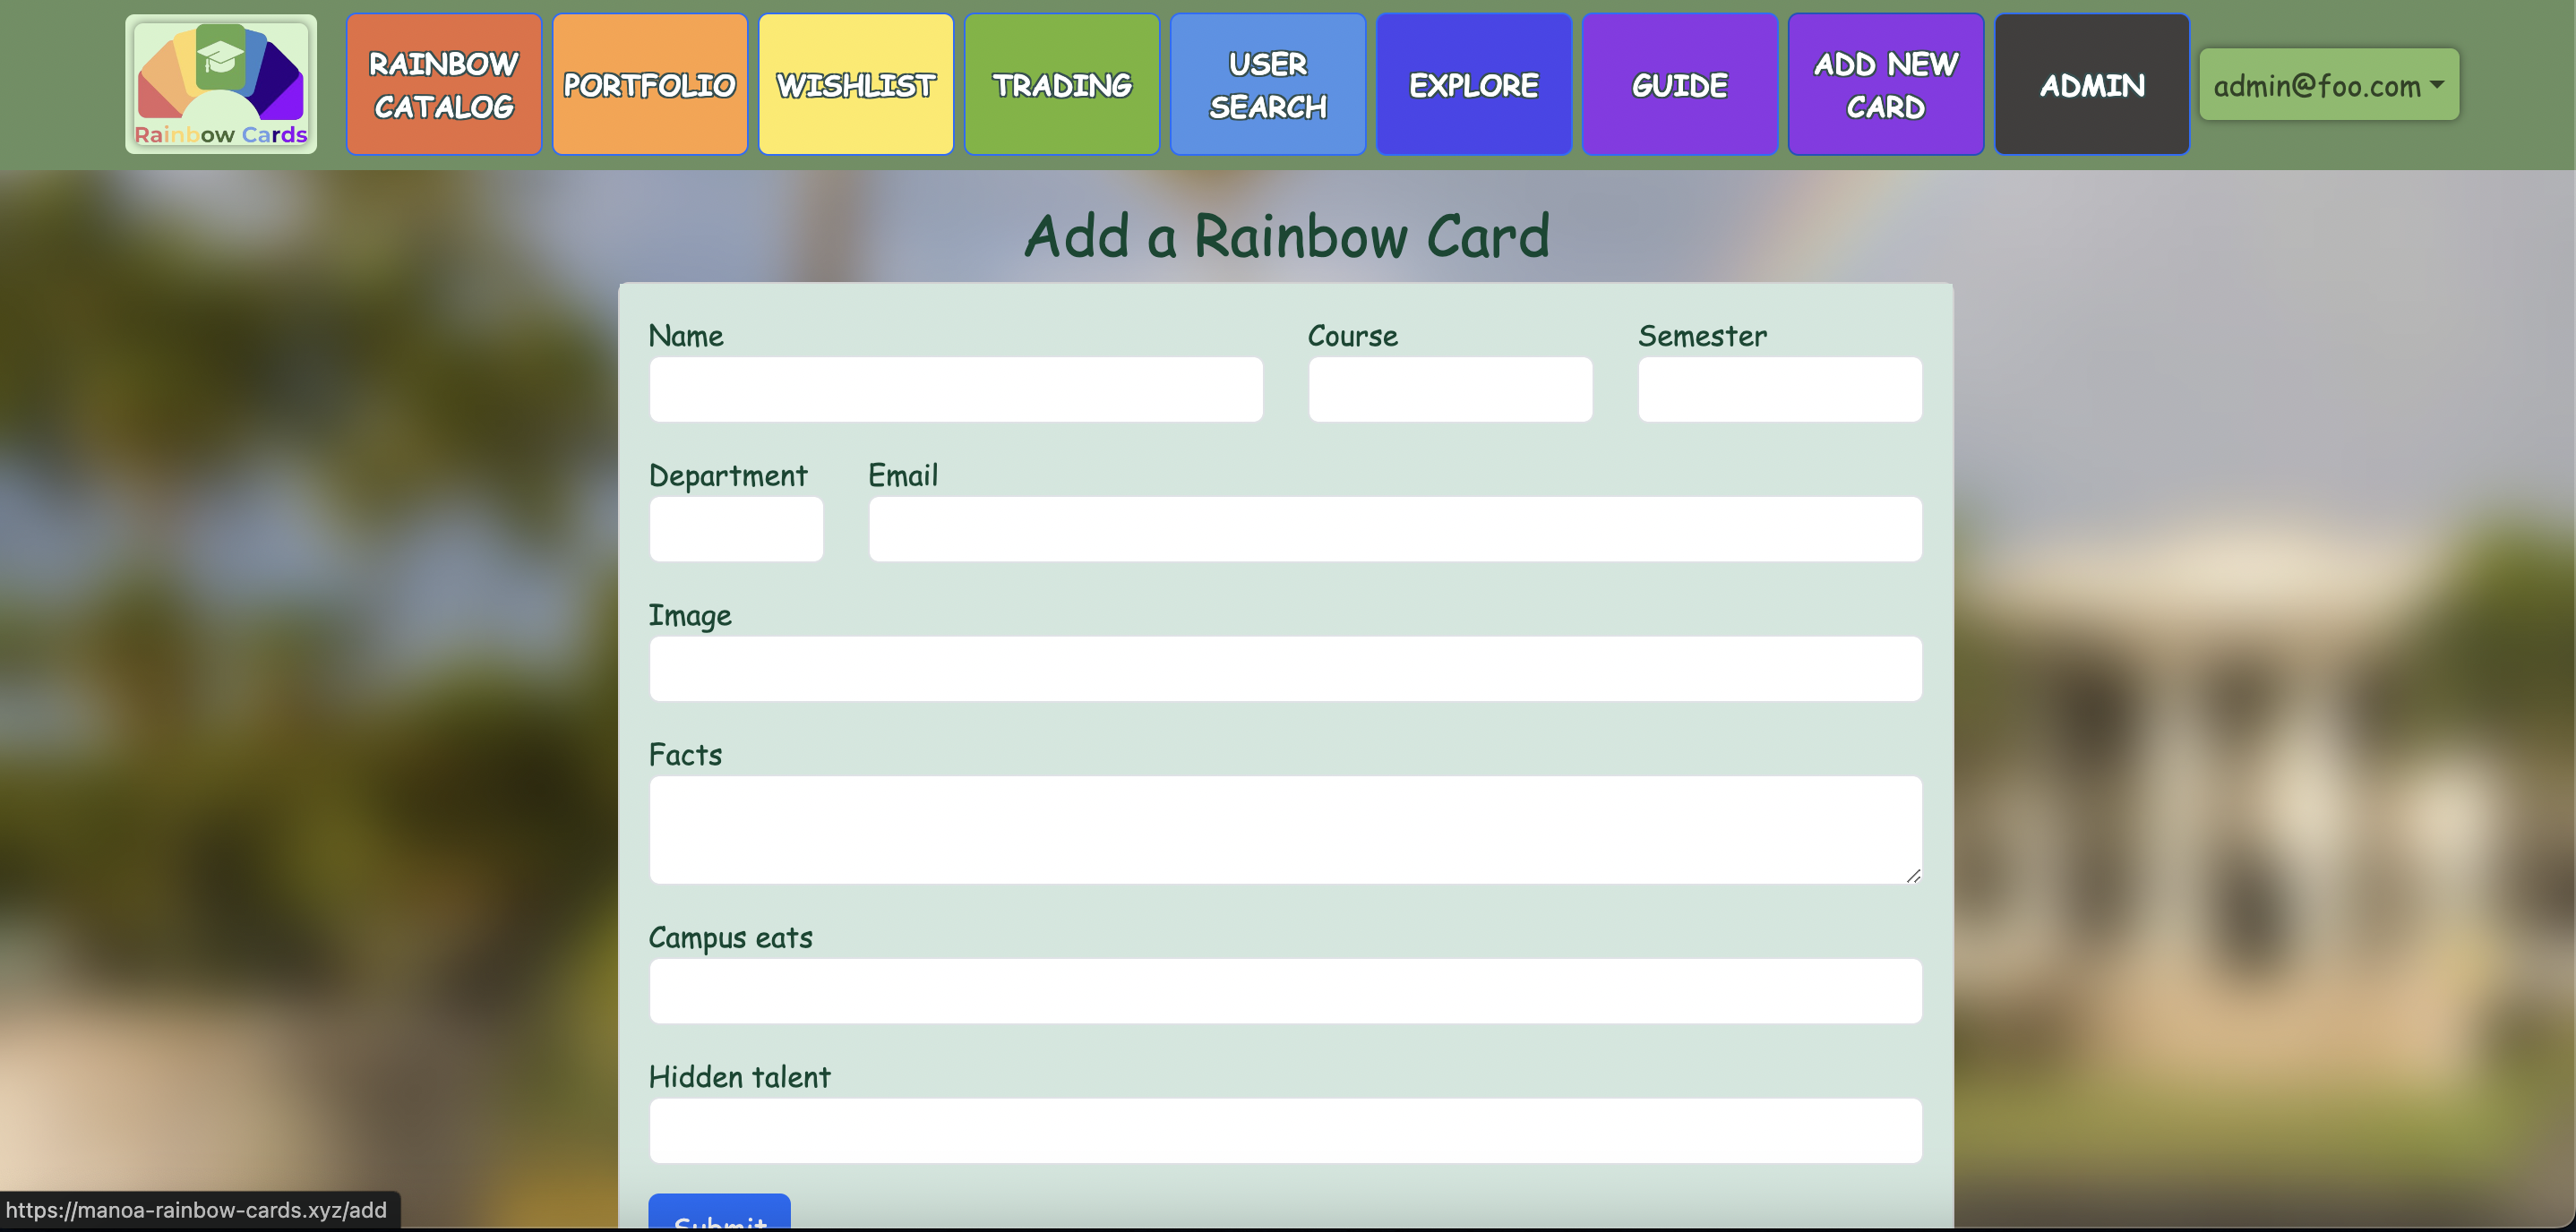 Rainbow Cards
RAINBOW
CATALOG
PORTFOLIO
WISHLIST
TRADING
USER
SEARCH
EXPLORE
GUIDE
ADD NEW
CARD
ADMIN
admin@foo.com
Add a Rainbow Card
Name
Course
Semester
Department
Email
Image
Facts
Campus eats
Hidden talent
Submit
https://manoa-rainbow-cards.xyz/add